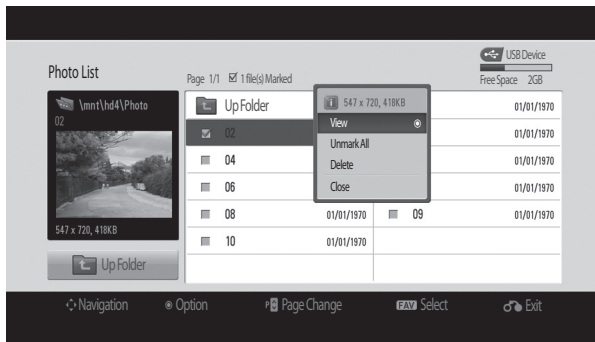 USB Device
Photo List
Page 1/1 1 file(s) Marked
Free Space 2GB
\mnt\hd4\Photo
02
547 x 720, 418KB
Up Folder
Up Folder
547 x 720, 418KB
View
Unmark All
Delete
Close
01/01/1970
02
01/01/1970
04
01/01/1970
06
01/01/1970
08 01/01/1970 09 01/01/1970
10 01/01/1970
Navigation Option P Page Change FAV Select Exit